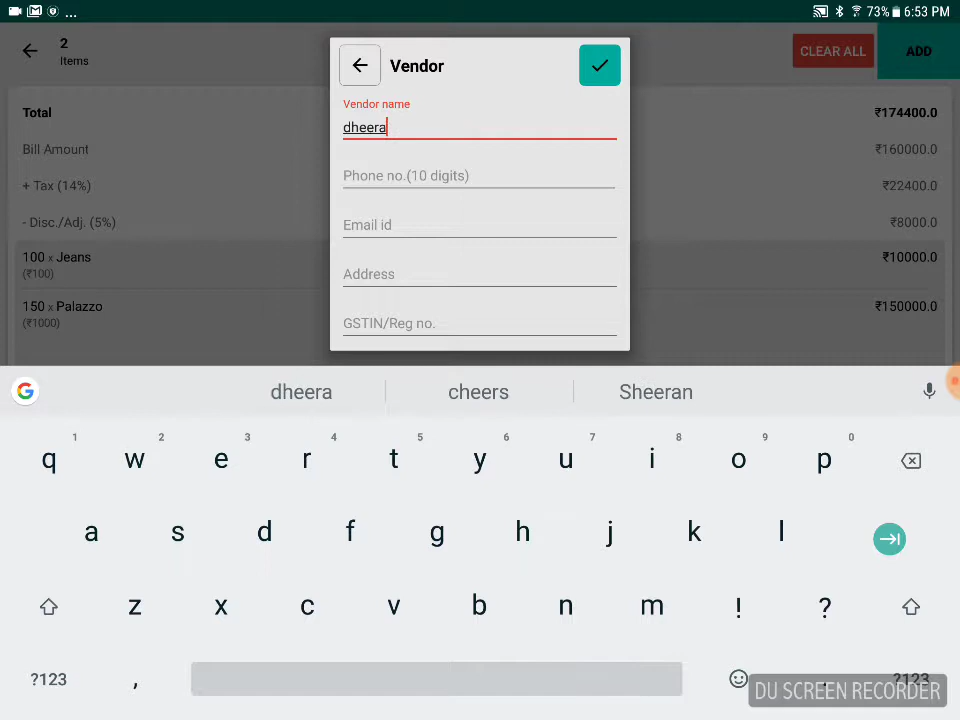 ...
73% 6:53 PM
2
Items
CLEAR ALL
ADD
Vendor
Vendor name
dheera
Phone no.(10 digits)
Email id
Address
GSTIN/Reg no.
Total
₹174400.0
Bill Amount
₹160000.0
+ Tax (14%)
₹22400.0
- Disc./Adj. (5%)
₹8000.0
100 x Jeans
₹10000.0
(₹100)
150 x Palazzo
₹150000.0
(₹1000)
G
dheera cheers Sheeran
1 2 3 4 5 6 7 8 9 0
q w e r t y u i o p
a s d f g h j k l
z x c v b n m ! ?
?123 , . ?123
DU SCREEN RECORDER